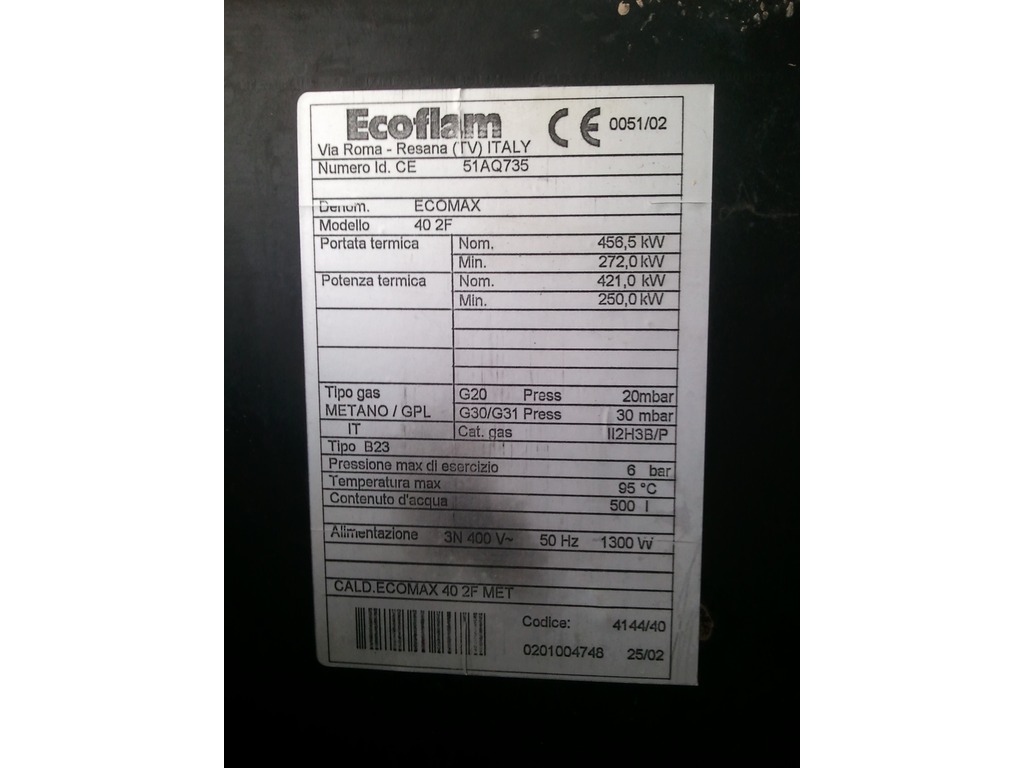 Ecoflam CE 0051/02
Via Roma - Resana (TV) ITALY
Numero Id. CE 51AQ735
Denom. ECOMAX
Modello 40 2F
Portata termica Nom. 456,5 kW
Min. 272,0 kW
Potenza termica Nom. 421,0 kW
Min. 250,0 kW
Tipo gas G20 Press 20mbar
METANO / GPL G30/G31 Press 30 mbar
IT Cat. gas II2H3B/P
Tipo B23
Pressione max di esercizio 6 bar
Temperatura max 95 °C
Contenuto d'acqua 500 l
Alimentazione 3N 400 V~ 50 Hz 1300 W
CALD.ECOMAX 40 2F MET
Codice: 4144/40
0201004748 25/02